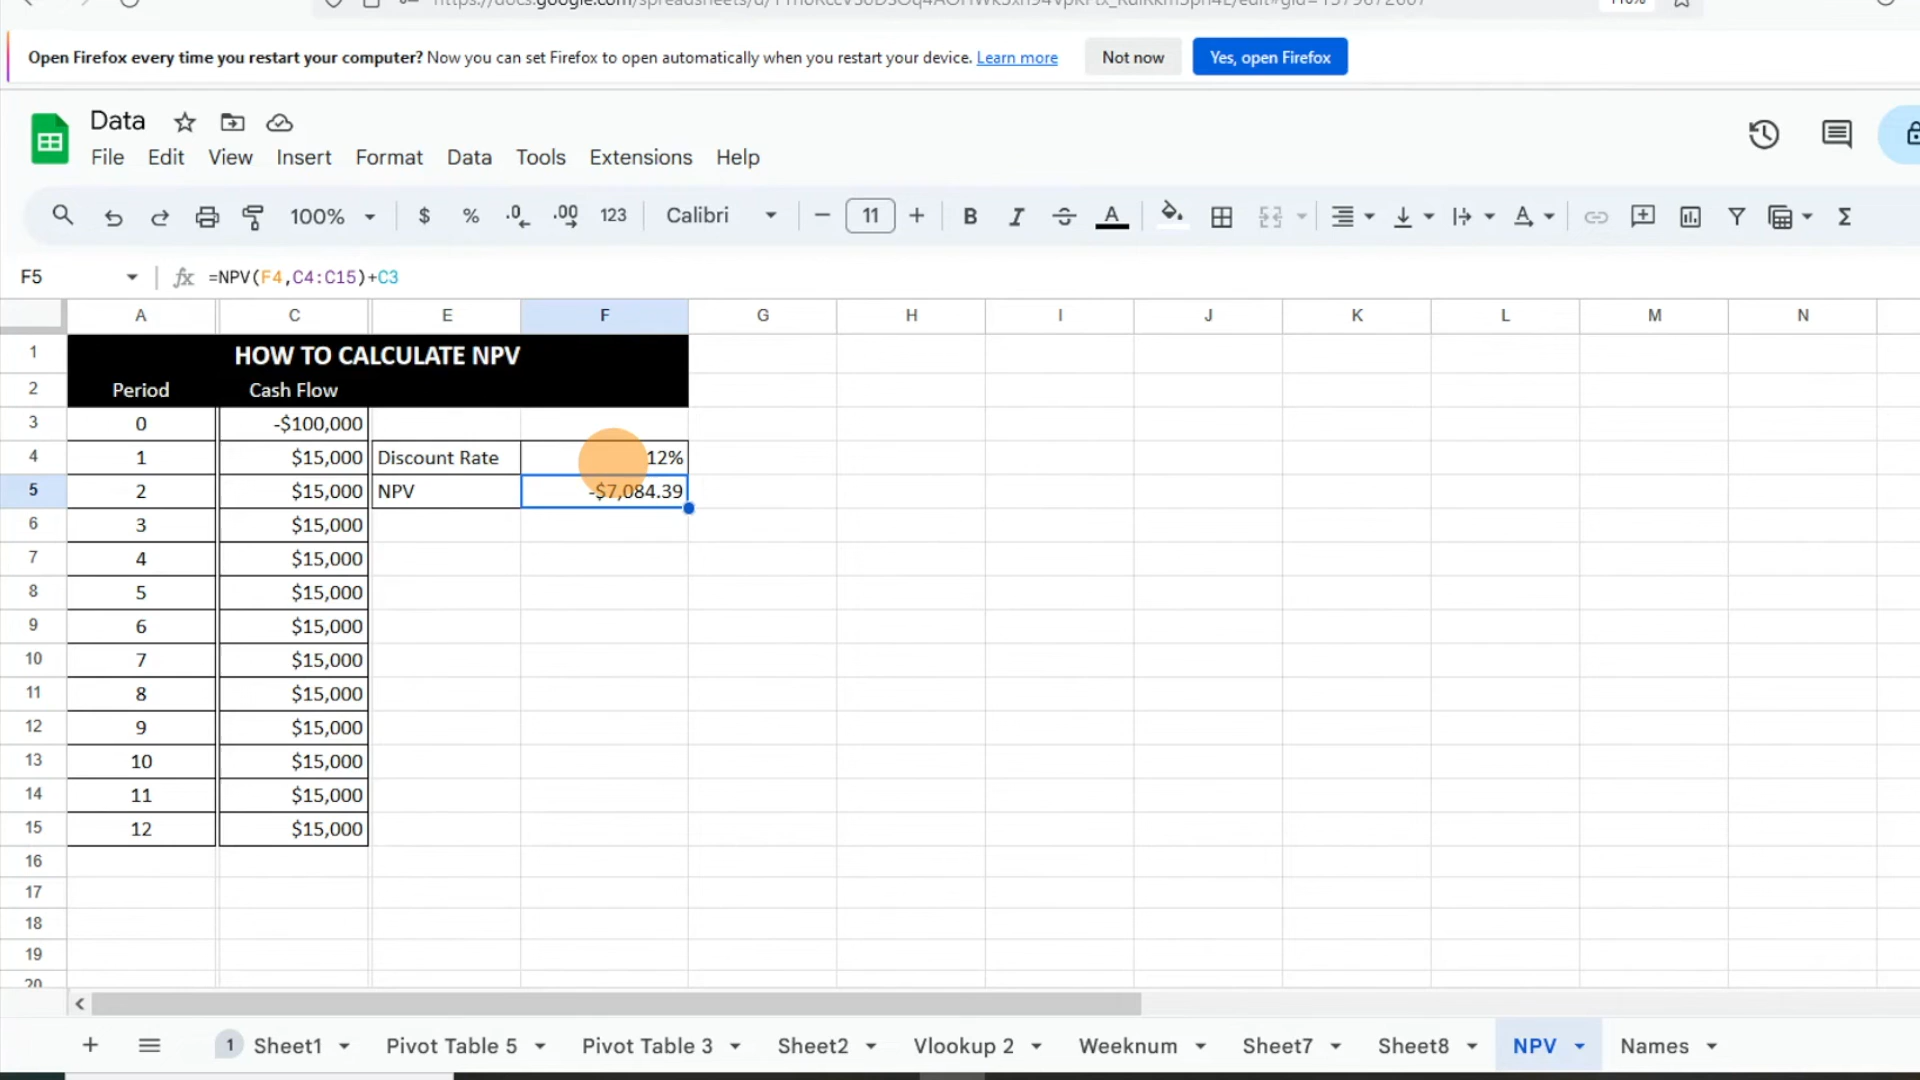 110%
Open Firefox every time you restart your computer? Now you can set Firefox to open automatically when you restart your device. Learn more Not now Yes, open Firefox
Data
File Edit View Insert Format Data Tools Extensions Help
100% $ % .0 .00 123 Calibri 11 B I A A Σ
F5 fx =NPV(F4,C4:C15)+C3
A C E F G H I J K L M N
1 HOW TO CALCULATE NPV
2 Period Cash Flow
3 0 -$100,000
4 1 $15,000 Discount Rate 12%
5 2 $15,000 NPV -$7,084.39
6 3 $15,000
7 4 $15,000
8 5 $15,000
9 6 $15,000
10 7 $15,000
11 8 $15,000
12 9 $15,000
13 10 $15,000
14 11 $15,000
15 12 $15,000
16
17
18
19
20
1 Sheet1 Pivot Table 5 Pivot Table 3 Sheet2 Vlookup 2 Weeknum Sheet7 Sheet8 NPV Names